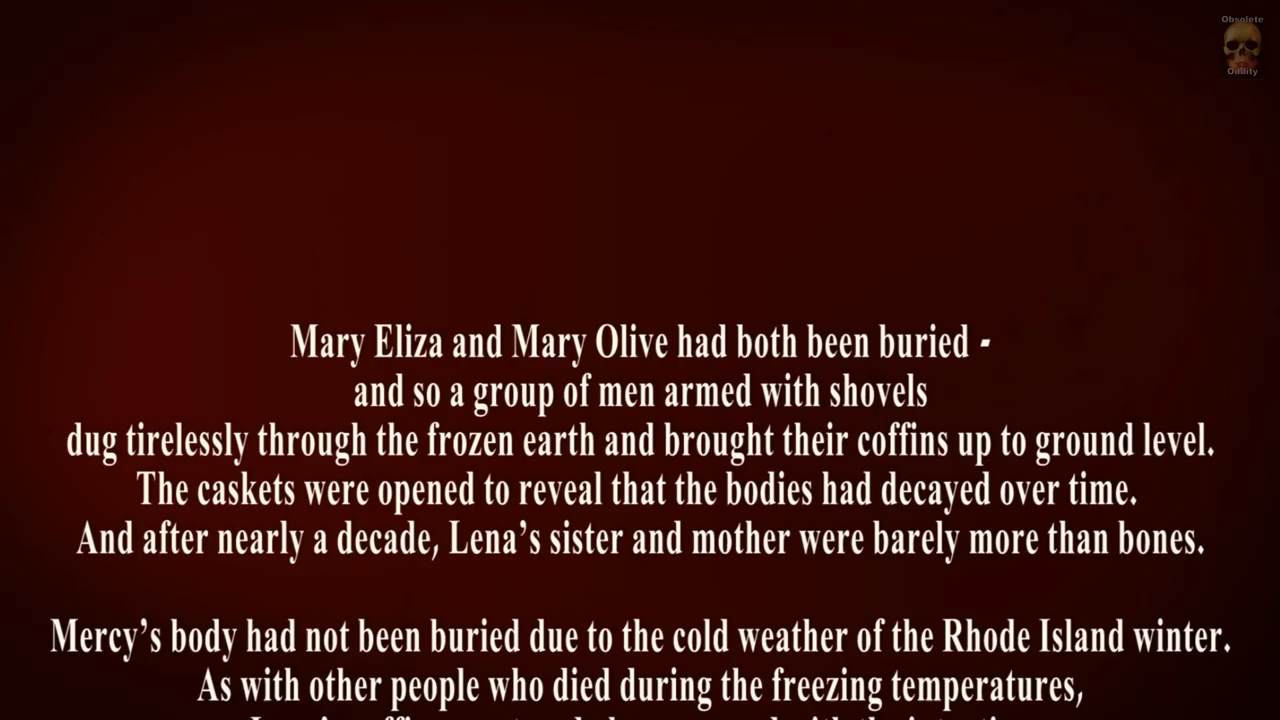 Obsolete
Oddity
Mary Eliza and Mary Olive had both been buried -
and so a group of men armed with shovels
dug tirelessly through the frozen earth and brought their coffins up to ground level.
The caskets were opened to reveal that the bodies had decayed over time.
And after nearly a decade, Lena’s sister and mother were barely more than bones.
Mercy’s body had not been buried due to the cold weather of the Rhode Island winter.
As with other people who died during the freezing temperatures,